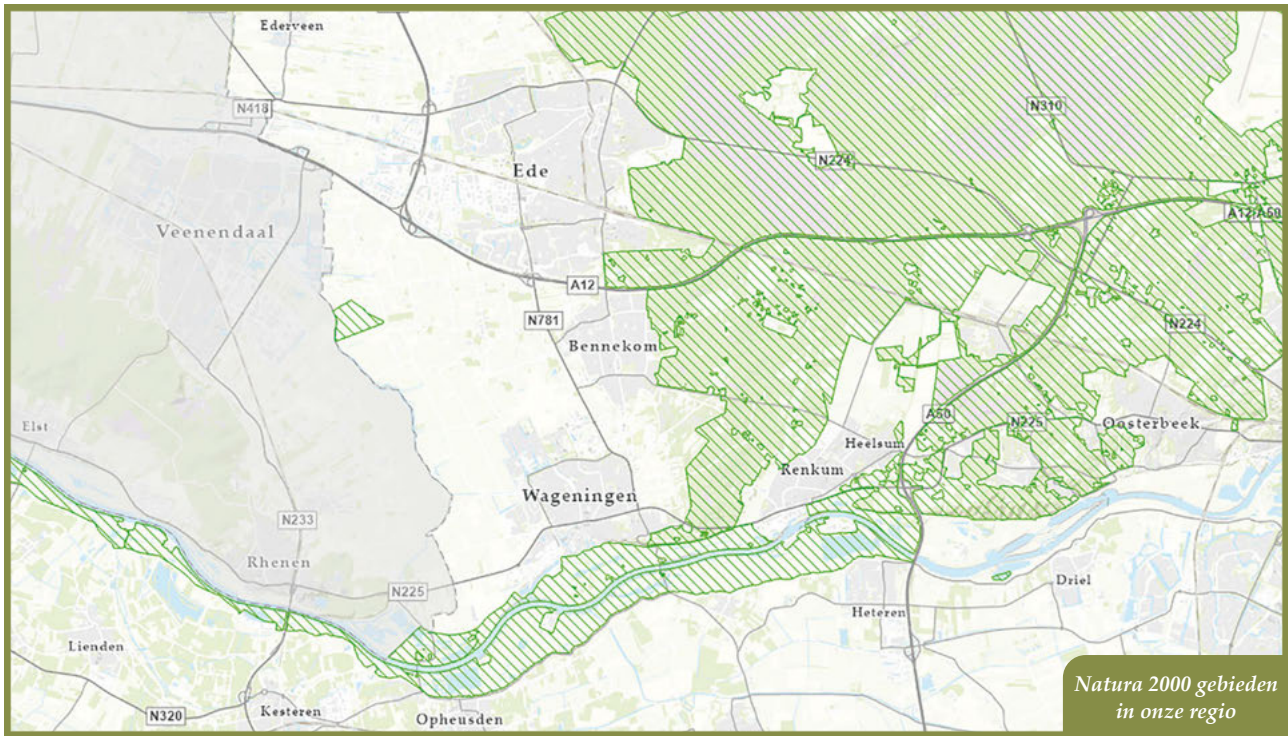 Ederveen
N418
N310
N224
Ede
A12/A50
Veenendaal
A12
N781
N224
Bennekom
A50
N225
Oosterbeek
Elst
Heelsum
Renkum
Wageningen
N233
Rhenen
N225
Driel
Heteren
Lienden
N320
Kesteren
Opheusden
Natura 2000 gebieden
in onze regio